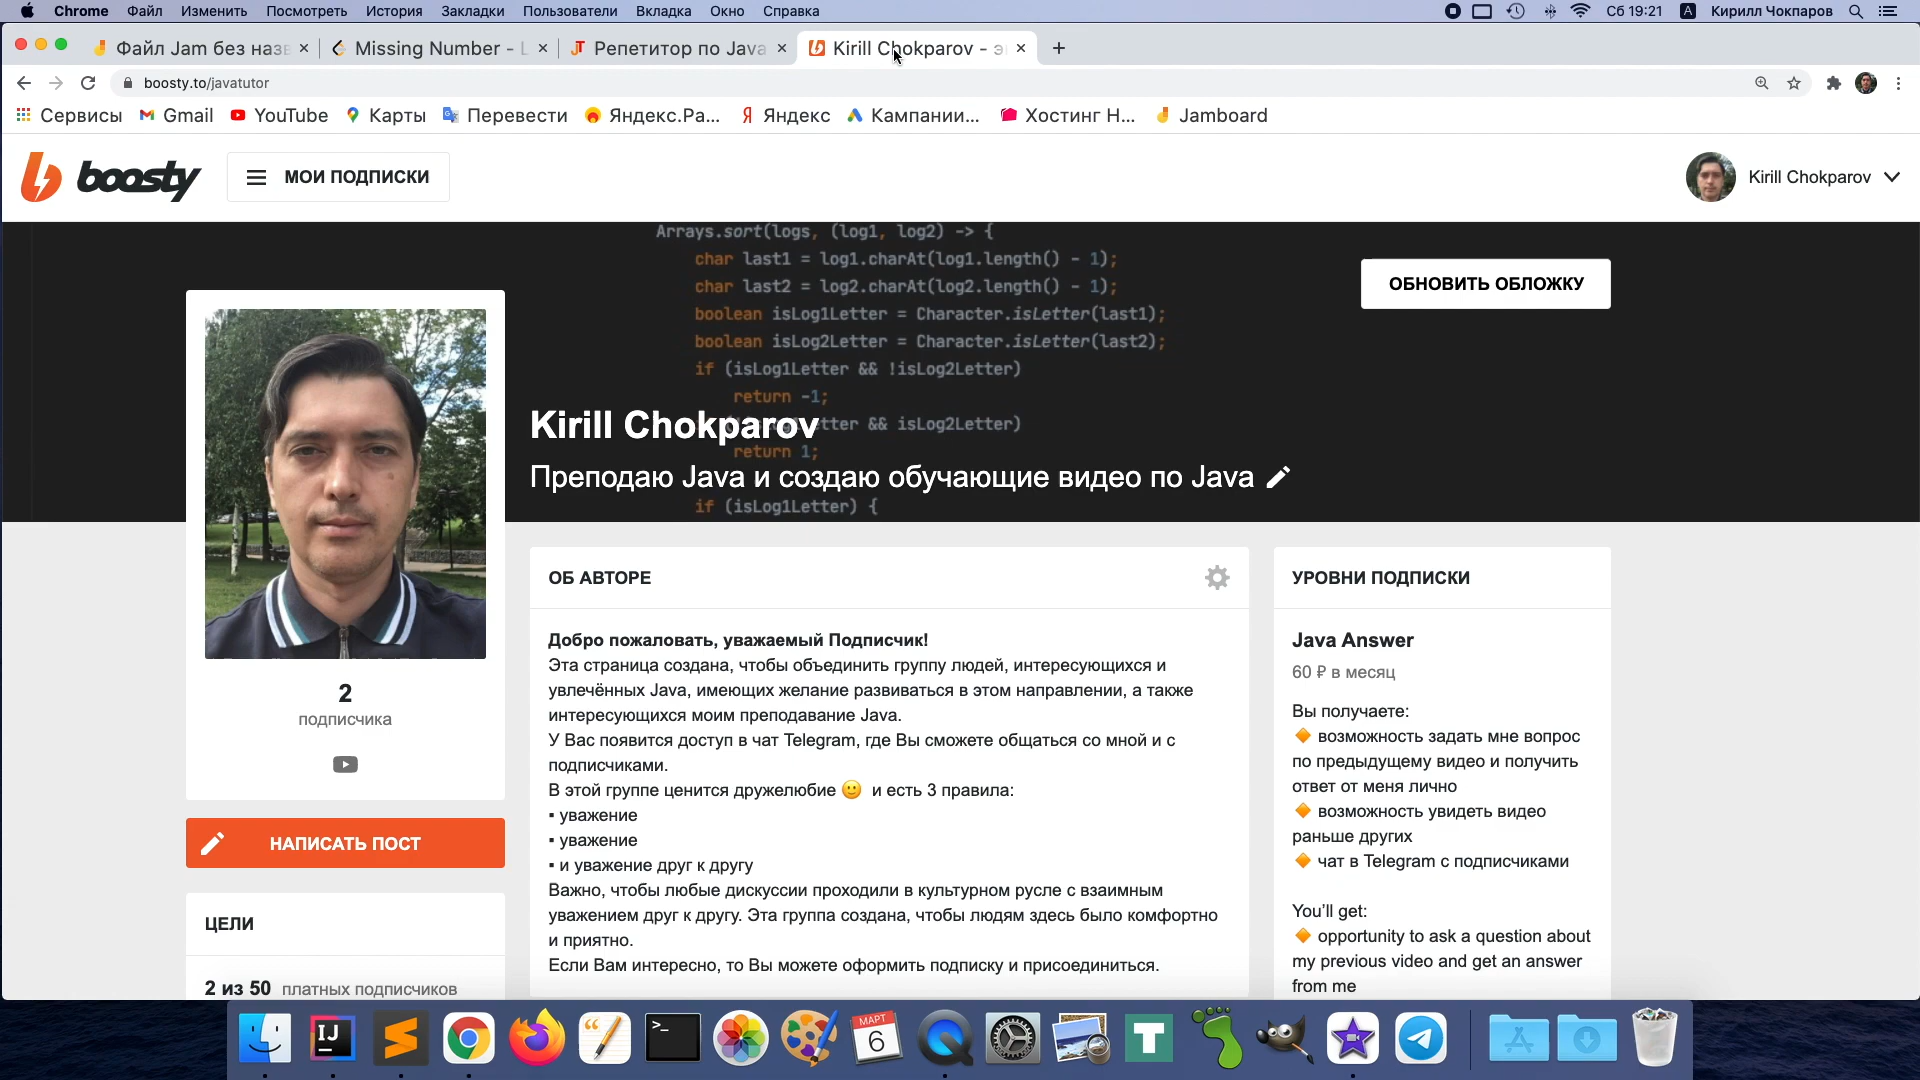 Chrome Файл Изменить Посмотреть История Закладки Пользователи Вкладка Окно Справка Сб 19:21 A Кирилл Чокпаров
Файл Jam без назв Missing Number - L Репетитор по Java Kirill Chokparov - э
boosty.to/javatutor
Сервисы Gmail YouTube Карты Перевести Яндекс.Ра... Яндекс Кампании... Хостинг Н... Jamboard
boosty МОИ ПОДПИСКИ Kirill Chokparov
Arrays.sort(logs, (log1, log2) -> {
char last1 = log1.charAt(log1.length() - 1);
char last2 = log2.charAt(log2.length() - 1);
boolean isLog1Letter = Character.isLetter(last1);
boolean isLog2Letter = Character.isLetter(last2);
if (isLog1Letter && !isLog2Letter)
return -1;
tter && isLog2Letter)
return 1;
if (isLog1Letter) {
ОБНОВИТЬ ОБЛОЖКУ
Kirill Chokparov
Преподаю Java и создаю обучающие видео по Java
2
подписчика
НАПИСАТЬ ПОСТ
ЦЕЛИ
2 из 50 платных подписчиков
ОБ АВТОРЕ
Добро пожаловать, уважаемый Подписчик!
Эта страница создана, чтобы объединить группу людей, интересующихся и
увлечённых Java, имеющих желание развиваться в этом направлении, а также
интересующихся моим преподавание Java.
У Вас появится доступ в чат Telegram, где Вы сможете общаться со мной и с
подписчиками.
В этой группе ценится дружелюбие 🙂 и есть 3 правила:
▪ уважение
▪ уважение
▪ и уважение друг к другу
Важно, чтобы любые дискуссии проходили в культурном русле с взаимным
уважением друг к другу. Эта группа создана, чтобы людям здесь было комфортно
и приятно.
Если Вам интересно, то Вы можете оформить подписку и присоединиться.
УРОВНИ ПОДПИСКИ
Java Answer
60 ₽ в месяц
Вы получаете:
🔸 возможность задать мне вопрос
по предыдущему видео и получить
ответ от меня лично
🔸 возможность увидеть видео
раньше других
🔸 чат в Telegram с подписчиками
You'll get:
🔸 opportunity to ask a question about
my previous video and get an answer
from me
IJ
МАРТ
6
T